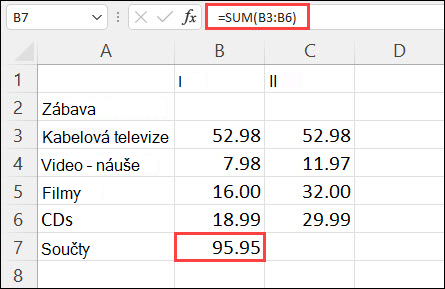 B7 fx =SUM(B3:B6)
A B C D
1 I II
2 Zábava
3 Kabelová televize 52.98 52.98
4 Video - náuše 7.98 11.97
5 Filmy 16.00 32.00
6 CDs 18.99 29.99
7 Součty 95.95
8